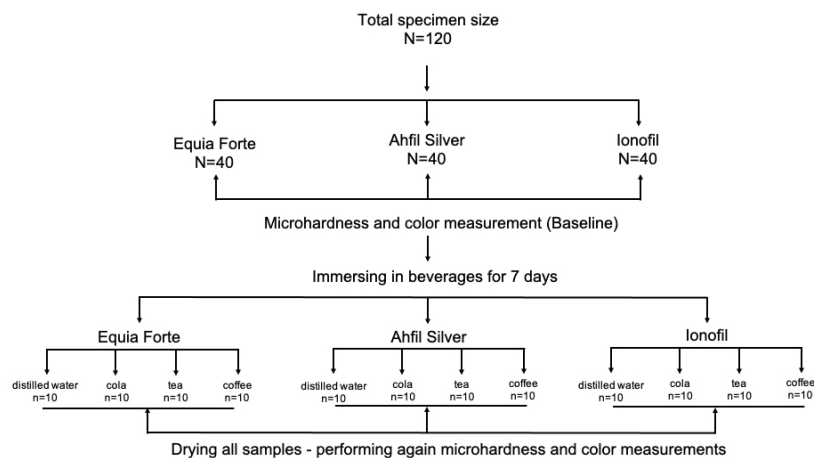 Total specimen size
N=120
Equia Forte
N=40
Ahfil Silver
N=40
Ionofil
N=40
Microhardness and color measurement (Baseline)
Immersing in beverages for 7 days
Equia Forte
Ahfil Silver
Ionofil
distilled water
n=10
cola
n=10
tea
n=10
coffee
n=10
distilled water
n=10
cola
n=10
tea
n=10
coffee
n=10
distilled water
n=10
cola
n=10
tea
n=10
coffee
n=10
Drying all samples - performing again microhardness and color measurements